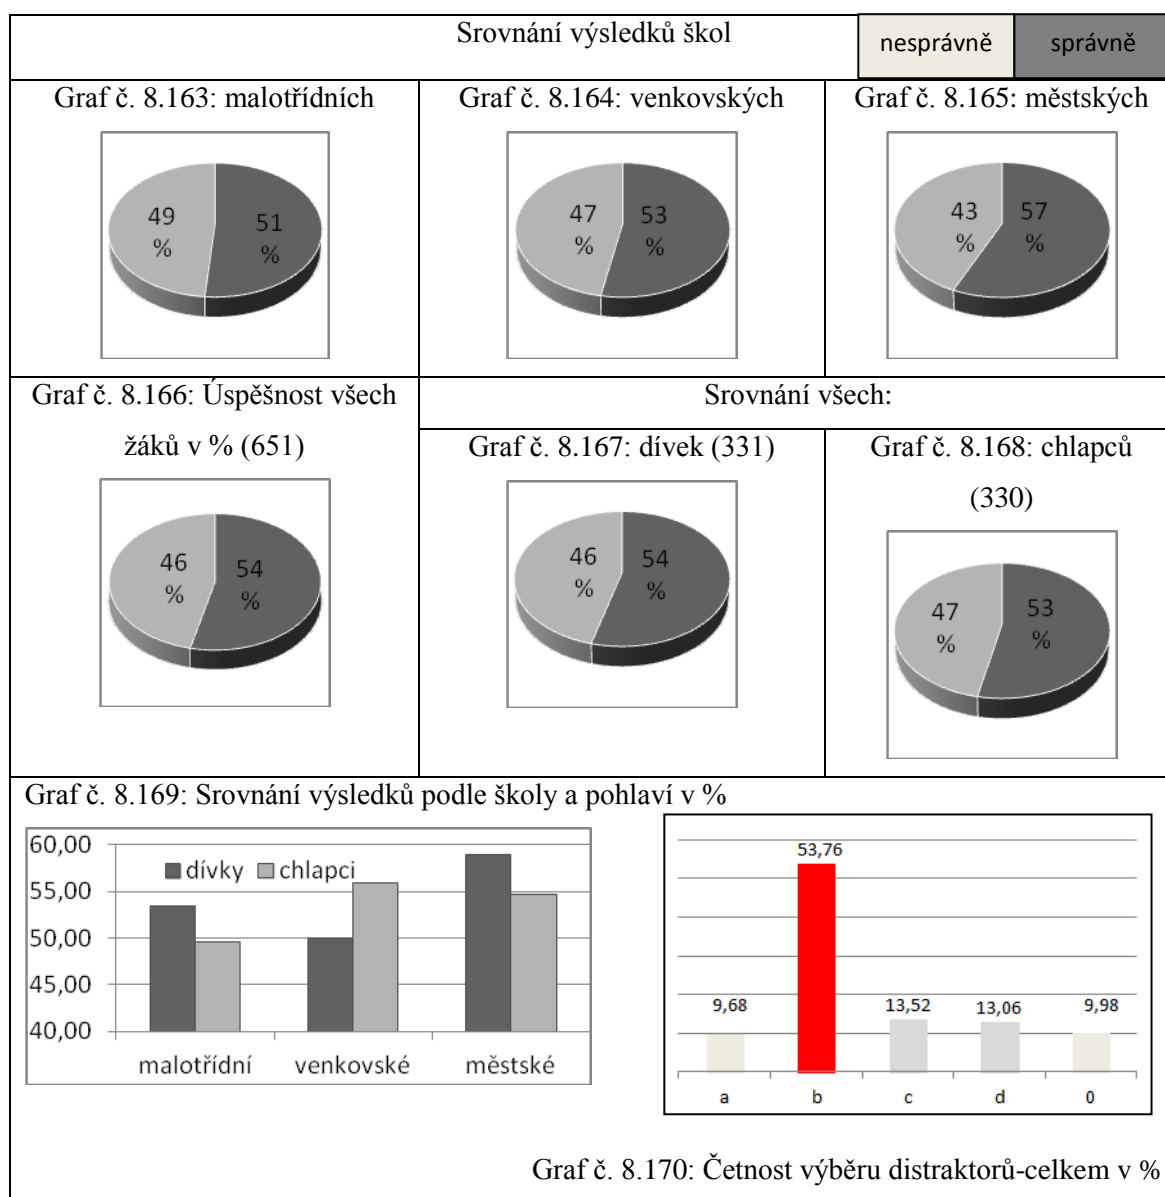 Srovnání výsledků škol
nesprávně
správně
Graf č. 8.163: malotřídních
Graf č. 8.164: venkovských
Graf č. 8.165: městských
49
%
51
%
47
%
53
%
43
%
57
%
Graf č. 8.166: Úspěšnost všech
žáků v % (651)
Srovnání všech:
Graf č. 8.167: dívek (331)
Graf č. 8.168: chlapců
(330)
46
%
54
%
46
%
54
%
47
%
53
%
Graf č. 8.169: Srovnání výsledků podle školy a pohlaví v %
60,00
55,00
50,00
45,00
40,00
dívky chlapci
malotřídní venkovské městské
53,76
9,68
13,52
13,06
9,98
a b c d 0
Graf č. 8.170: Četnost výběru distraktorů-celkem v %